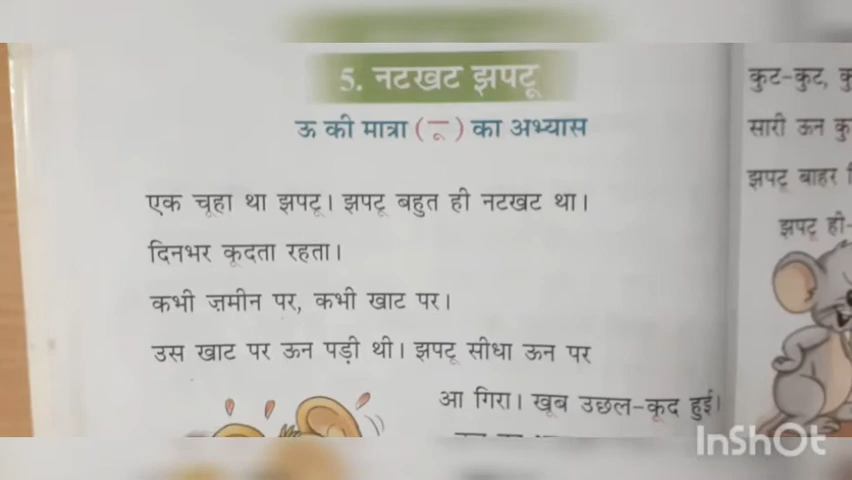 5. नटखट झपटू
ऊ की मात्रा ( ू ) का अभ्यास
एक चूहा था झपटू। झपटू बहुत ही नटखट था।
दिनभर कूदता रहता।
कभी ज़मीन पर, कभी खाट पर।
उस खाट पर ऊन पड़ी थी। झपटू सीधा ऊन पर
आ गिरा। खूब उछल-कूद हुई।
कुट-कुट,
सारी ऊन
झपटू बाहर
झपटू ही-
InShOt